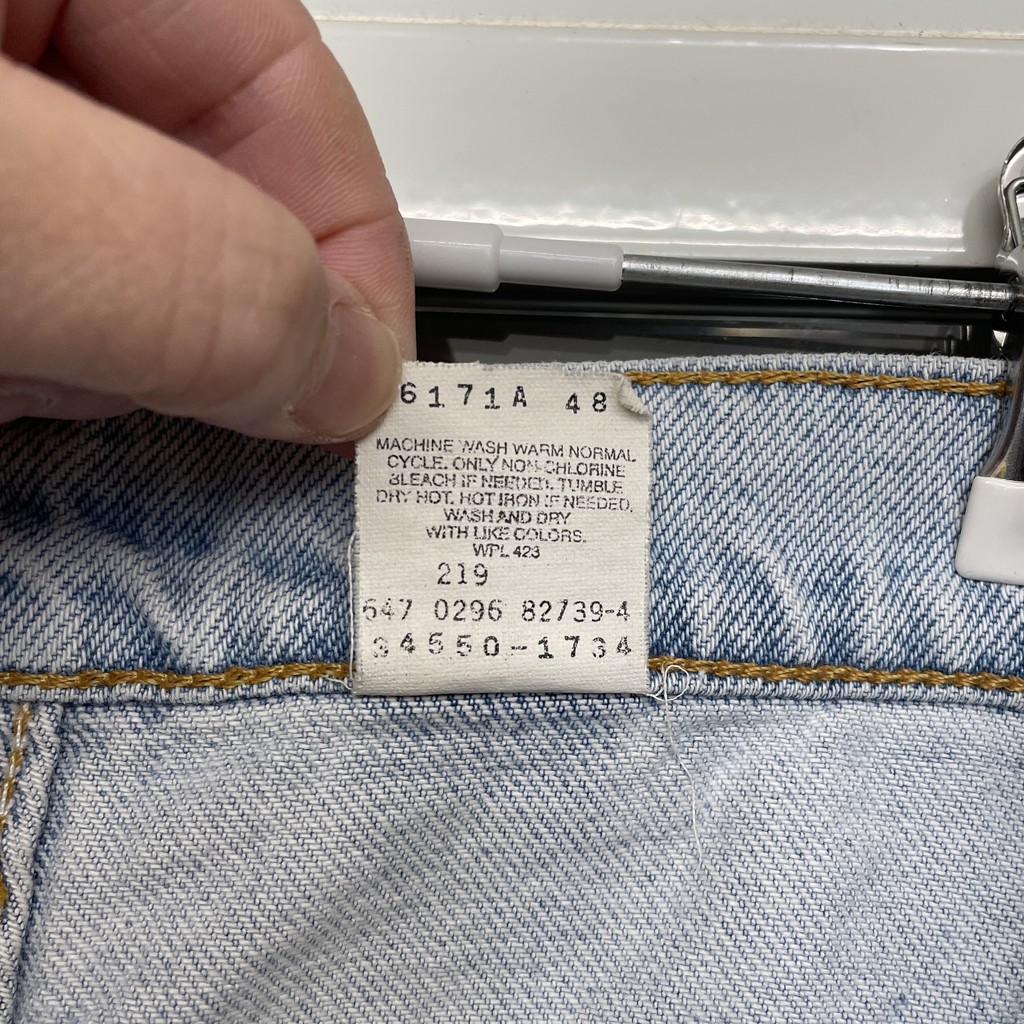 6171A 48
MACHINE WASH WARM NORMAL
CYCLE. ONLY NON-CHLORINE
BLEACH IF NEEDED. TUMBLE
DRY HOT. HOT IRON IF NEEDED.
WASH AND DRY
WITH LIKE COLORS.
WPL 423
219
647 0296 82739-4
34550-1734